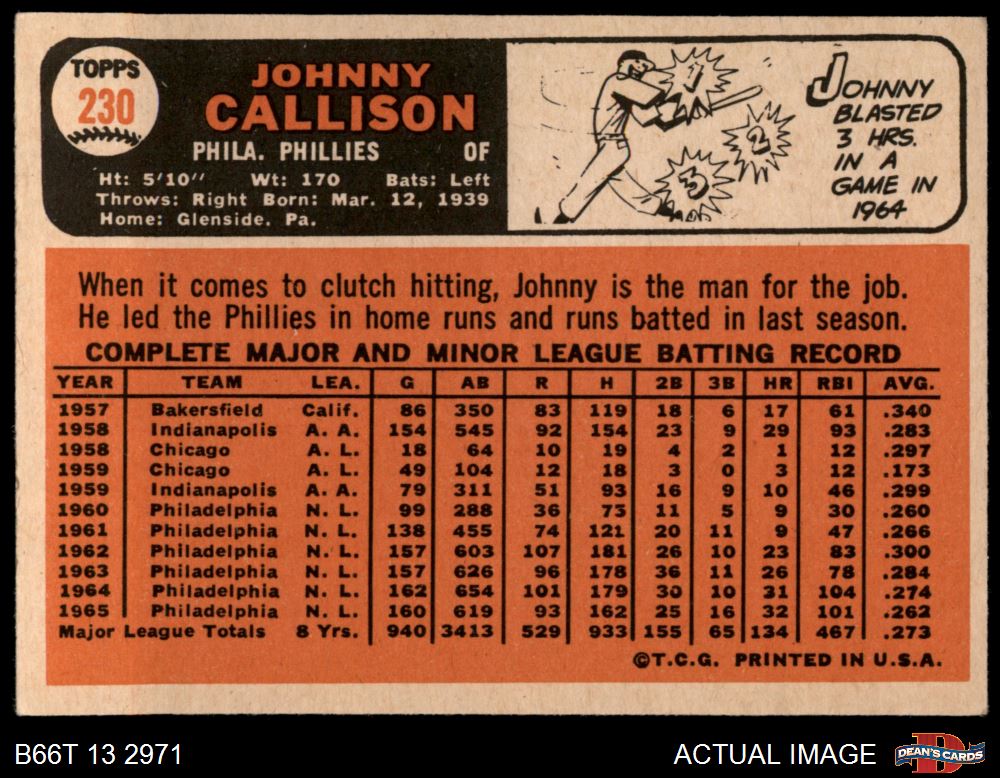 TOPPS
230
JOHNNY
CALLISON
PHILA. PHILLIES OF
Ht: 5'10" Wt: 170 Bats: Left
Throws: Right Born: Mar. 12, 1939
Home: Glenside, Pa.
1
2
3
JOHNNY
BLASTED
3 HRS.
IN A
GAME IN
1964
When it comes to clutch hitting, Johnny is the man for the job.
He led the Phillies in home runs and runs batted in last season.
COMPLETE MAJOR AND MINOR LEAGUE BATTING RECORD
YEAR TEAM LEA. G AB R H 2B 3B HR RBI AVG.
1957 Bakersfield Calif. 86 350 83 119 18 6 17 61 .340
1958 Indianapolis A. A. 154 545 92 154 23 9 29 93 .283
1958 Chicago A. L. 18 64 10 19 4 2 1 12 .297
1959 Chicago A. L. 49 104 12 18 3 0 3 12 .173
1959 Indianapolis A. A. 79 311 51 93 16 9 10 46 .299
1960 Philadelphia N. L. 99 288 36 75 11 5 9 30 .260
1961 Philadelphia N. L. 138 455 74 121 20 11 9 47 .266
1962 Philadelphia N. L. 157 603 107 181 26 10 23 83 .300
1963 Philadelphia N. L. 157 626 96 178 36 11 26 78 .284
1964 Philadelphia N. L. 162 654 101 179 30 10 31 104 .274
1965 Philadelphia N. L. 160 619 93 162 25 16 32 101 .262
Major League Totals 8 Yrs. 940 3413 529 933 155 65 134 467 .273
©T.C.G. PRINTED IN U.S.A.
B66T 13 2971
ACTUAL IMAGE
D
DEAN'S CARDS